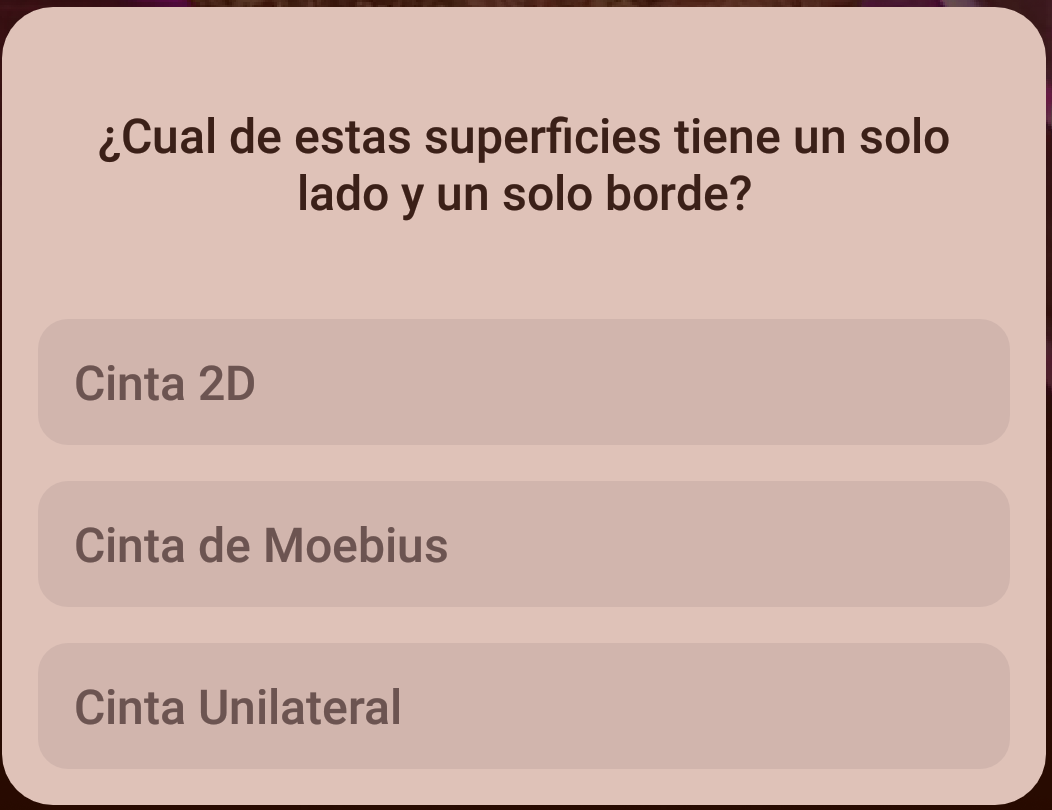 ¿Cual de estas superficies tiene un solo
lado y un solo borde?
Cinta 2D
Cinta de Moebius
Cinta Unilateral